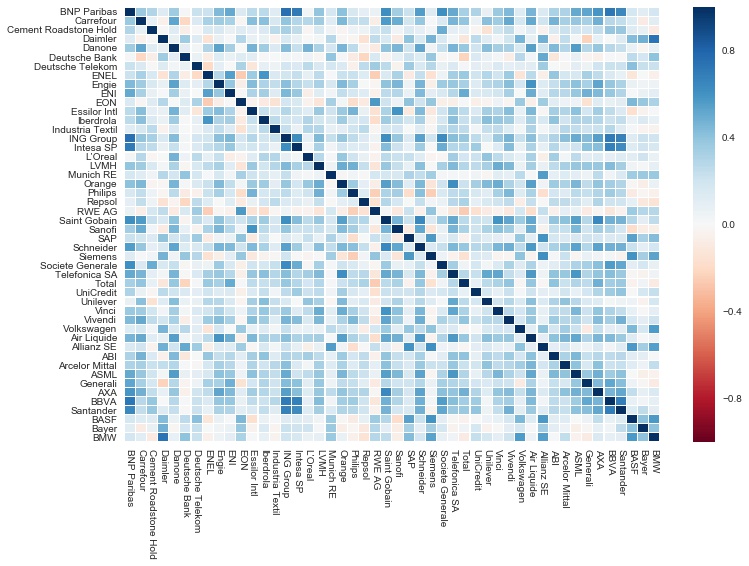 BNP Paribas
Carrefour
Cement Roadstone Hold
Daimler
Danone
Deutsche Bank
Deutsche Telekom
ENEL
Engie
ENI
EON
Essilor Intl
Iberdrola
Industria Textil
ING Group
Intesa SP
L'Oreol
LVMH
Munich RE
Orange
Philips
Repsol
RWE AG
Saint Gobain
Sanofi
SAP
Schneider
Siemens
Societe Generale
Telefonica SA
Total
UniCredit
Unilever
Vinci
Vivendi
Volkswagen
Air Liquide
Allianz SE
ABI
Arcelor Mittal
ASML
Generali
AXA
BBVA
Santander
BASF
Bayer
BMW
BNP Paribas
Carrefour
Cement Roadstone Hold
Daimler
Danone
Deutsche Bank
Deutsche Telekom
ENEL
Engie
ENI
EON
Essilor Intl
Iberdrola
Industria Textil
ING Group
Intesa SP
L'Oreol
LVMH
Munich RE
Orange
Philips
Repsol
RWE AG
Saint Gobain
Sanofi
SAP
Schneider
Siemens
Societe Generale
Telefonica SA
Total
UniCredit
Unilever
Vinci
Vivendi
Volkswagen
Air Liquide
Allianz SE
ABI
Arcelor Mittal
ASML
Generali
AXA
BBVA
Santander
BASF
Bayer
BMW
0.8
0.4
0.0
−0.4
−0.8